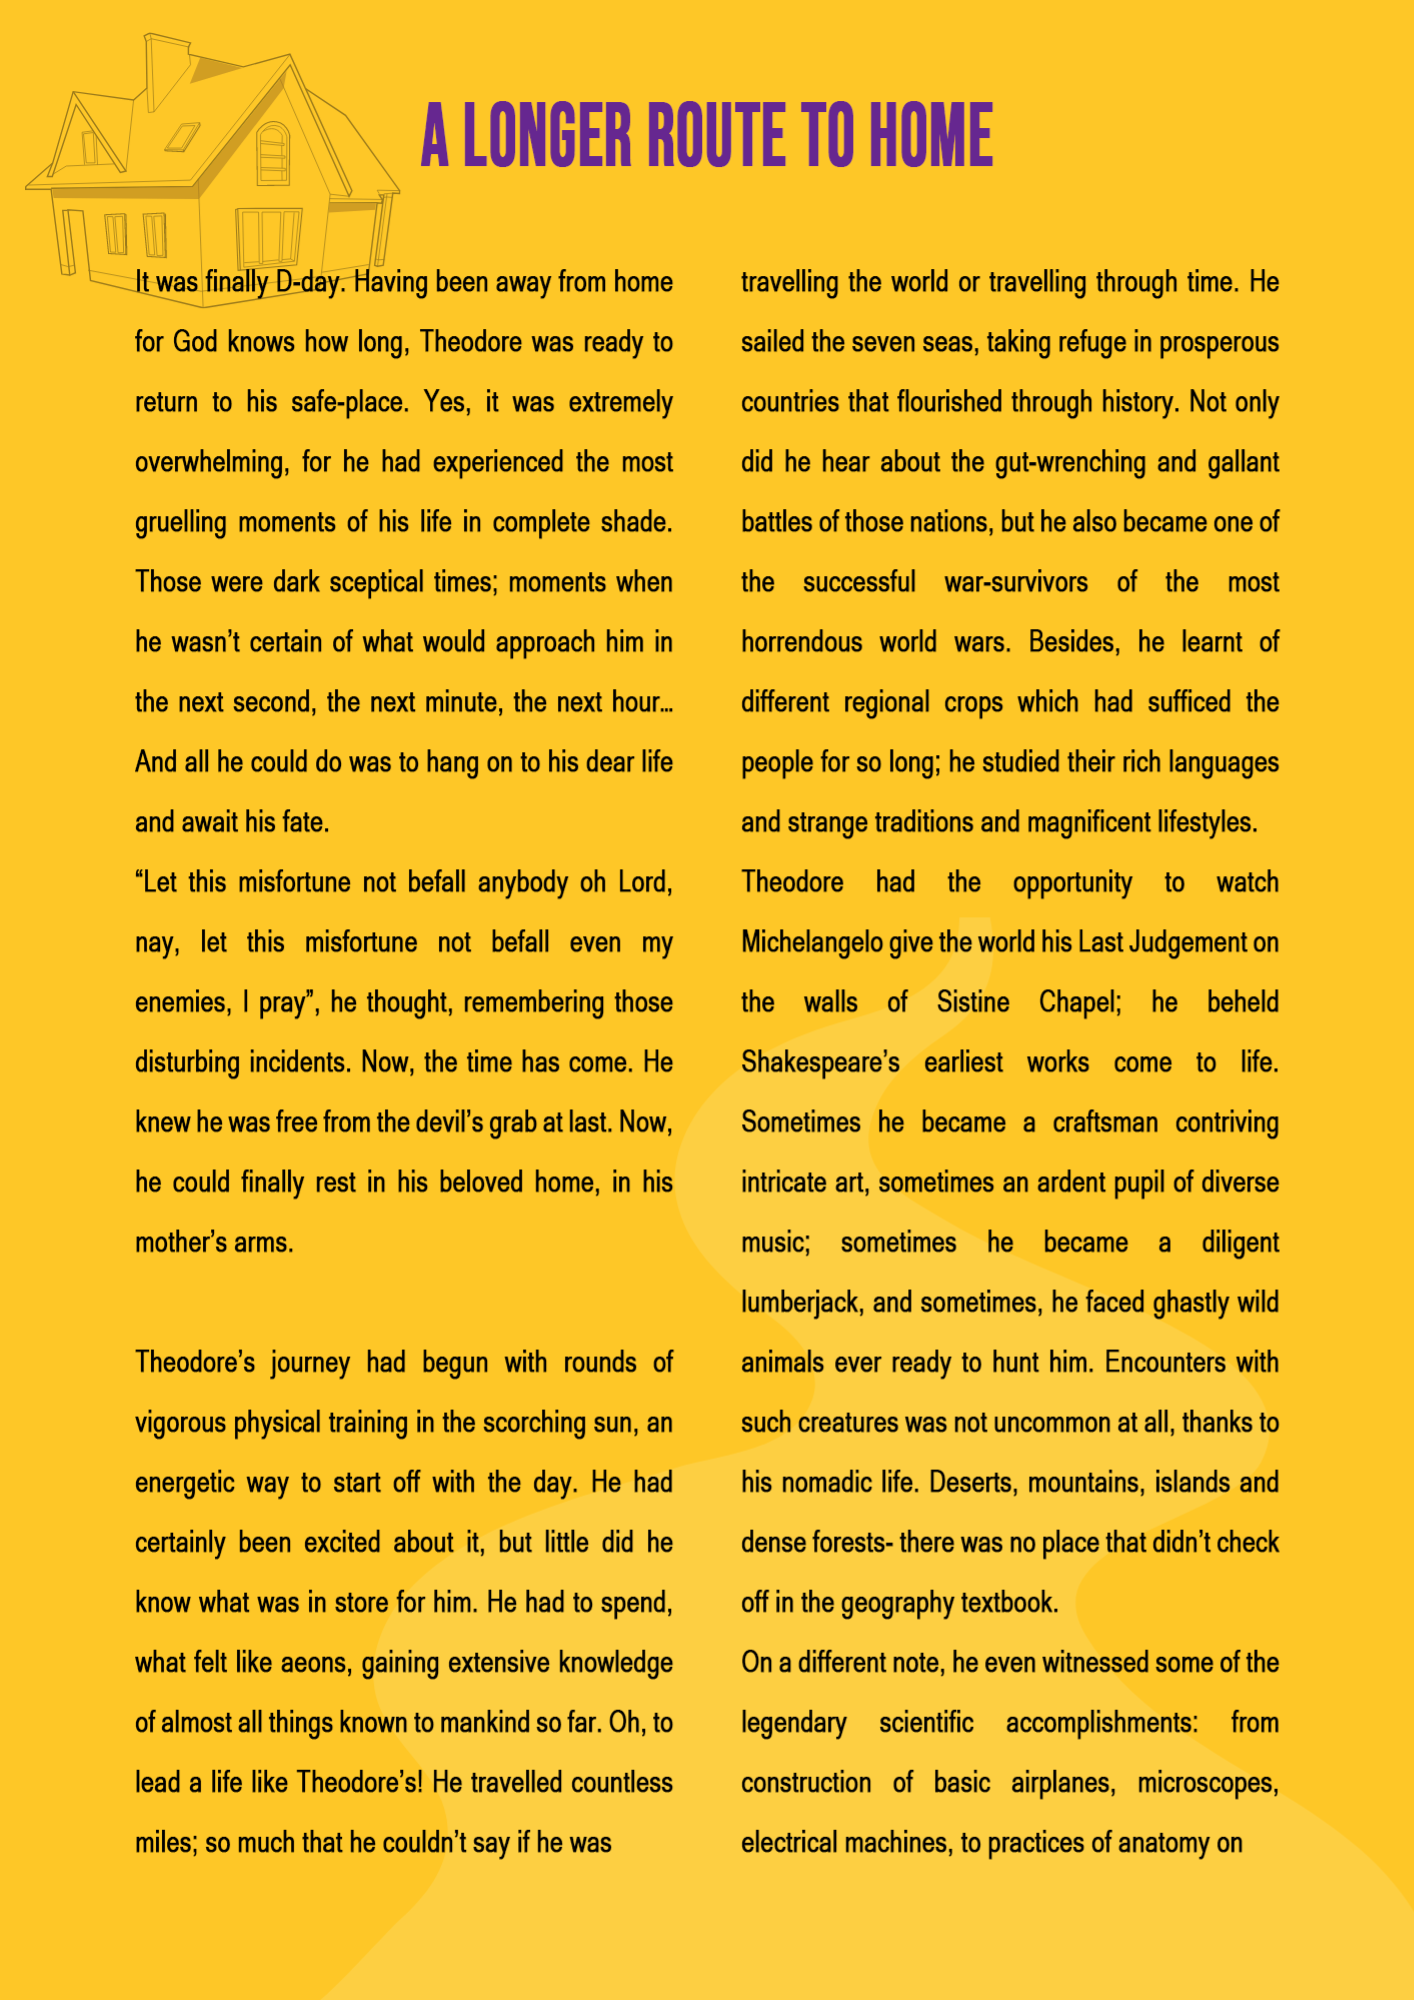 A LONGER ROUTE TO HOME
It was finally D-day. Having been away from home
for God knows how long, Theodore was ready to
return to his safe-place. Yes, it was extremely
overwhelming, for he had experienced the most
gruelling moments of his life in complete shade.
Those were dark sceptical times; moments when
he wasn’t certain of what would approach him in
the next second, the next minute, the next hour…
And all he could do was to hang on to his dear life
and await his fate.
“Let this misfortune not befall anybody oh Lord,
nay, let this misfortune not befall even my
enemies, I pray”, he thought, remembering those
disturbing incidents. Now, the time has come. He
knew he was free from the devil’s grab at last. Now,
he could finally rest in his beloved home, in his
mother’s arms.
Theodore’s journey had begun with rounds of
vigorous physical training in the scorching sun, an
energetic way to start off with the day. He had
certainly been excited about it, but little did he
know what was in store for him. He had to spend,
what felt like aeons, gaining extensive knowledge
of almost all things known to mankind so far. Oh, to
lead a life like Theodore’s! He travelled countless
miles; so much that he couldn’t say if he was
travelling the world or travelling through time. He
sailed the seven seas, taking refuge in prosperous
countries that flourished through history. Not only
did he hear about the gut-wrenching and gallant
battles of those nations, but he also became one of
the successful war-survivors of the most
horrendous world wars. Besides, he learnt of
different regional crops which had sufficed the
people for so long; he studied their rich languages
and strange traditions and magnificent lifestyles.
Theodore had the opportunity to watch
Michelangelo give the world his Last Judgement on
the walls of Sistine Chapel; he beheld
Shakespeare’s earliest works come to life.
Sometimes he became a craftsman contriving
intricate art, sometimes an ardent pupil of diverse
music; sometimes he became a diligent
lumberjack, and sometimes, he faced ghastly wild
animals ever ready to hunt him. Encounters with
such creatures was not uncommon at all, thanks to
his nomadic life. Deserts, mountains, islands and
dense forests- there was no place that didn’t check
off in the geography textbook.
On a different note, he even witnessed some of the
legendary scientific accomplishments: from
construction of basic airplanes, microscopes,
electrical machines, to practices of anatomy on